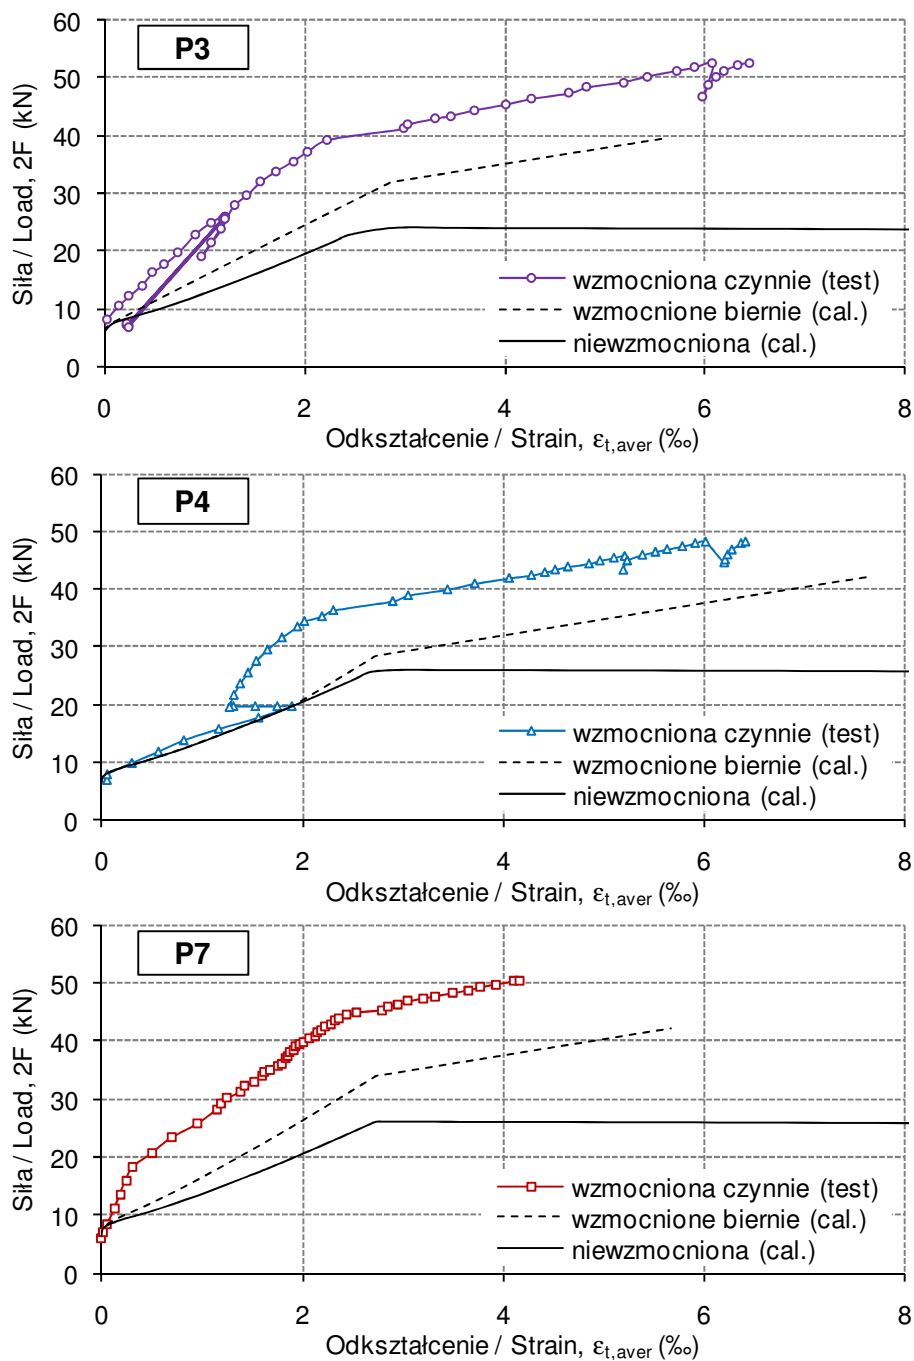 P3
Siła / Load, 2F (kN)
60
50
40
30
20
10
0
wzmocniona czynnie (test)
wzmocnione biernie (cal.)
niewzmocniona (cal.)
0 2 4 6 8
Odkształcenie / Strain, εt,aver (‰)
P4
Siła / Load, 2F (kN)
60
50
40
30
20
10
0
wzmocniona czynnie (test)
wzmocnione biernie (cal.)
niewzmocniona (cal.)
0 2 4 6 8
Odkształcenie / Strain, εt,aver (‰)
P7
Siła / Load, 2F (kN)
60
50
40
30
20
10
0
wzmocniona czynnie (test)
wzmocnione biernie (cal.)
niewzmocniona (cal.)
0 2 4 6 8
Odkształcenie / Strain, εt,aver (‰)